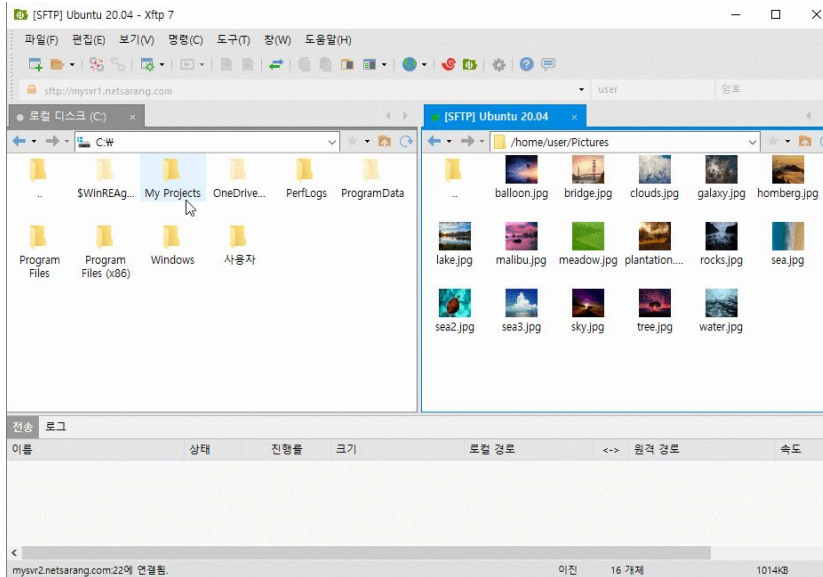 [SFTP] Ubuntu 20.04 - Xftp 7
파일(F) 편집(E) 보기(V) 명령(C) 도구(T) 창(W) 도움말(H)
sftp://mysvr1.netsarang.com user 암호
로컬 디스크 (C:) × [SFTP] Ubuntu 20.04 ×
C:₩ /home/user/Pictures
.. $WinREAg... My Projects OneDrive... PerfLogs ProgramData
Program Files Program Files (x86) Windows 사용자
.. balloon.jpg bridge.jpg clouds.jpg galaxy.jpg hornberg.jpg
lake.jpg malibu.jpg meadow.jpg plantation.... rocks.jpg sea.jpg
sea2.jpg sea3.jpg sky.jpg tree.jpg water.jpg
전송 로그
이름 상태 진행률 크기 로컬 경로 <-> 원격 경로 속도
mysvr2.netsarang.com:22에 연결됨. 이진 16 개체 1014KB